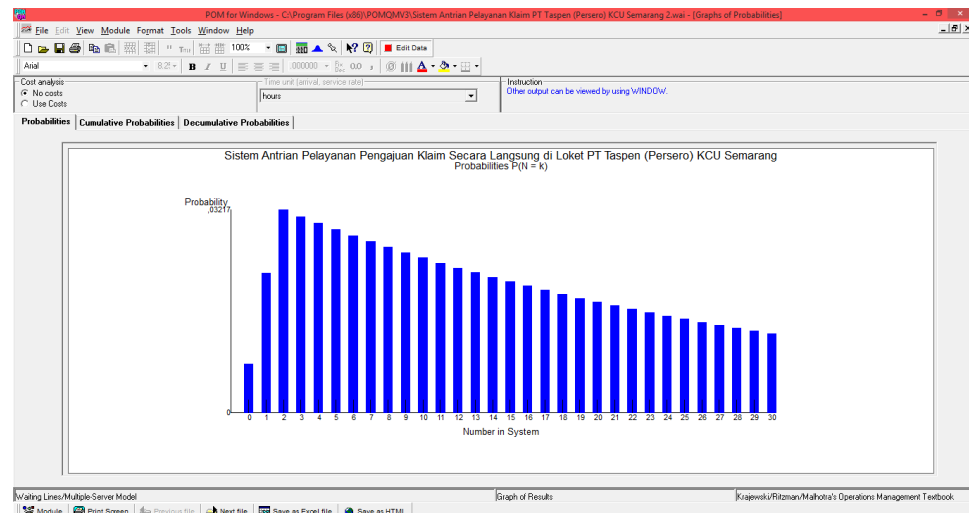 POM for Windows - C:\Program Files (x86)\POMQMV3\Sistem Antrian Pelayanan Klaim PT Taspen (Persero) KCU Semarang 2.wai - [Graphs of Probabilities]
File Edit View Module Format Tools Window Help
100% Edit Data
Arial 8.2 B I U .000000 0.0
Cost analysis
No costs
Use Costs
Time unit (arrival, service rate)
hours
Instruction
Other output can be viewed by using WINDOW.
Probabilities Cumulative Probabilities Decumulative Probabilities
Sistem Antrian Pelayanan Pengajuan Klaim Secara Langsung di Loket PT Taspen (Persero) KCU Semarang
Probabilities P(N = k)
Probability
,03217
0
0 1 2 3 4 5 6 7 8 9 10 11 12 13 14 15 16 17 18 19 20 21 22 23 24 25 26 27 28 29 30
Number in System
Waiting Lines/Multiple-Server Model Graph of Results Krajewski/Ritzman/Malhotra's Operations Management Textbook
Module Print Screen Previous file Next file Save as Excel file Save as HTML